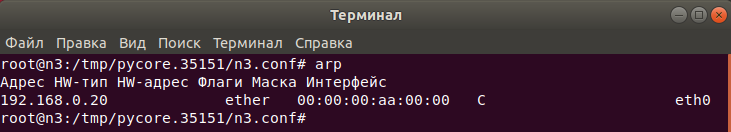 Терминал
Файл Правка Вид Поиск Терминал Справка
root@n3:/tmp/pycore.35151/n3.conf# arp
Адрес HW-тип HW-адрес Флаги Маска Интерфейс
192.168.0.20 ether 00:00:00:aa:00:00 C eth0
root@n3:/tmp/pycore.35151/n3.conf#